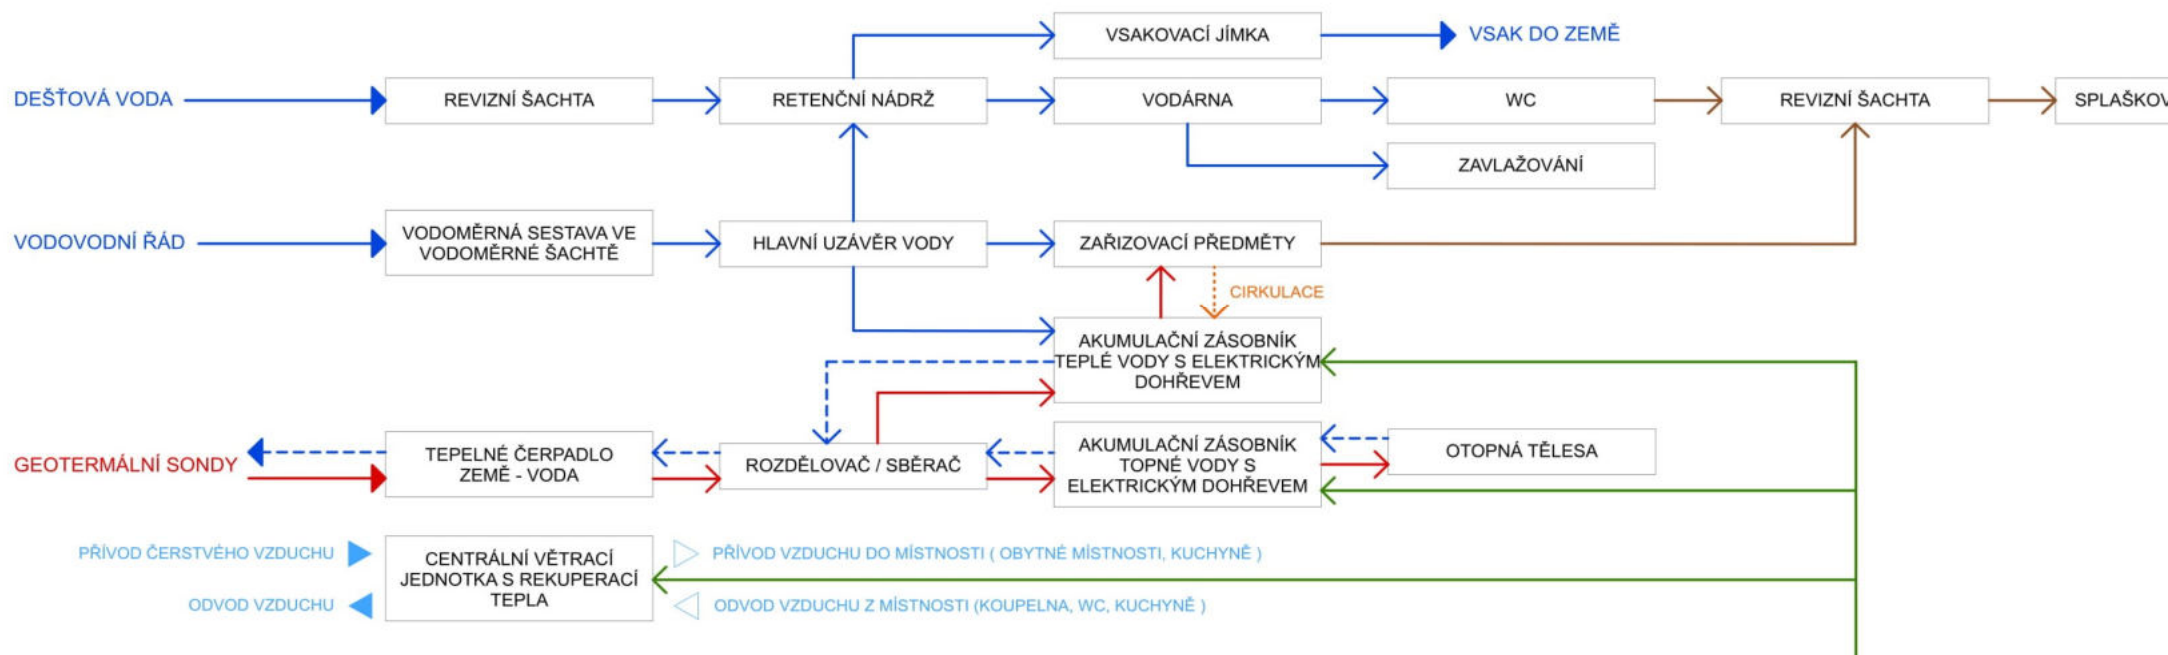 VSAKOVACÍ JÍMKA
VSAK DO ZEMĚ
DEŠŤOVÁ VODA
REVIZNÍ ŠACHTA
RETENČNÍ NÁDRŽ
VODÁRNA
WC
REVIZNÍ ŠACHTA
SPLAŠKOV
ZAVLAŽOVÁNÍ
VODOVODNÍ ŘÁD
VODOMĚRNÁ SESTAVA VE
VODOMĚRNÉ ŠACHTĚ
HLAVNÍ UZÁVĚR VODY
ZAŘIZOVACÍ PŘEDMĚTY
CIRKULACE
AKUMULAČNÍ ZÁSOBNÍK
TEPLÉ VODY S ELEKTRICKÝM
DOHŘEVEM
GEOTERMÁLNÍ SONDY
TEPELNÉ ČERPADLO
ZEMĚ - VODA
ROZDĚLOVAČ / SBĚRAČ
AKUMULAČNÍ ZÁSOBNÍK
TOPNÉ VODY S
ELEKTRICKÝM DOHŘEVEM
OTOPNÁ TĚLESA
PŘÍVOD ČERSTVÉHO VZDUCHU
CENTRÁLNÍ VĚTRACÍ
JEDNOTKA S REKUPERACÍ
TEPLA
PŘÍVOD VZDUCHU DO MÍSTNOSTI ( OBYTNÉ MÍSTNOSTI, KUCHYNĚ )
ODVOD VZDUCHU
ODVOD VZDUCHU Z MÍSTNOSTI (KOUPELNA, WC, KUCHYNĚ )